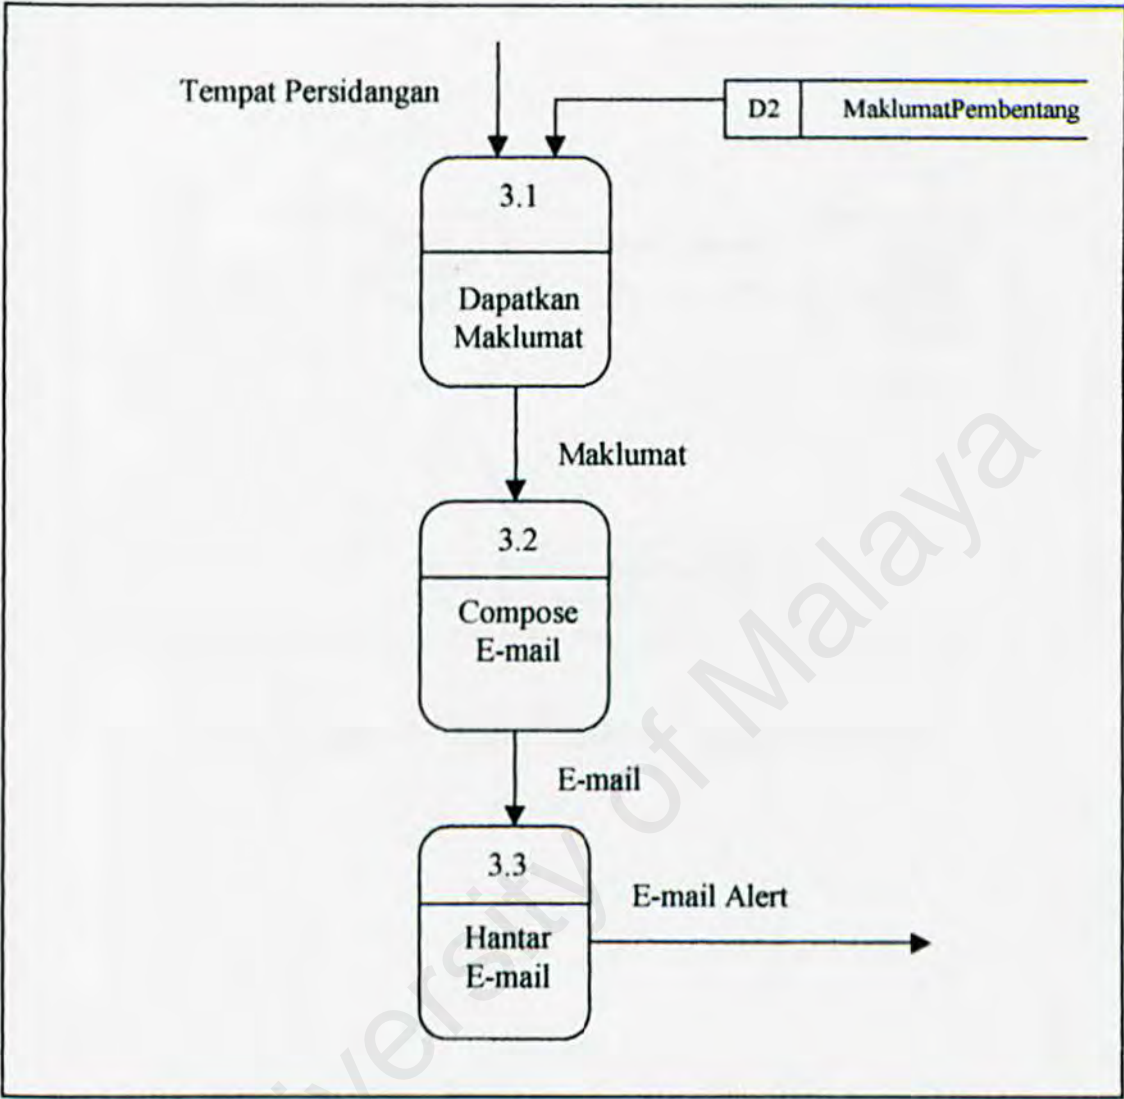 Tempat Persidangan
D2 MaklumatPembentang
3.1
Dapatkan
Maklumat
Maklumat
3.2
Compose
E-mail
E-mail
3.3
Hantar
E-mail
E-mail Alert
University of Malaya